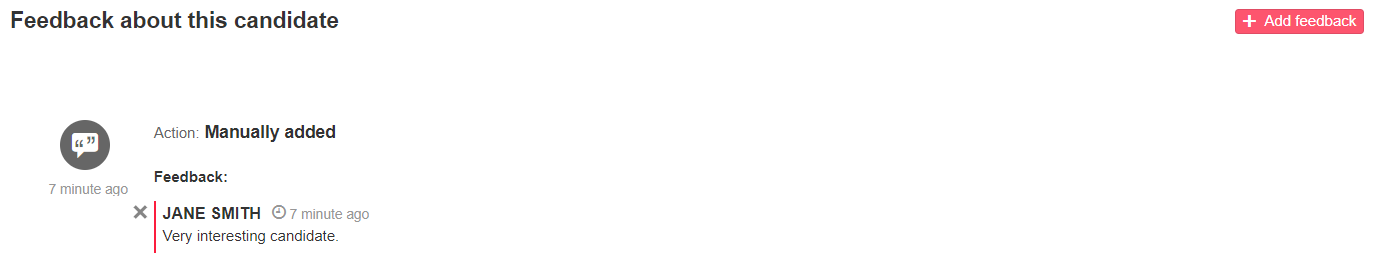 Feedback about this candidate
+ Add feedback
Action: Manually added
Feedback:
7 minute ago
JANE SMITH 7 minute ago
Very interesting candidate.